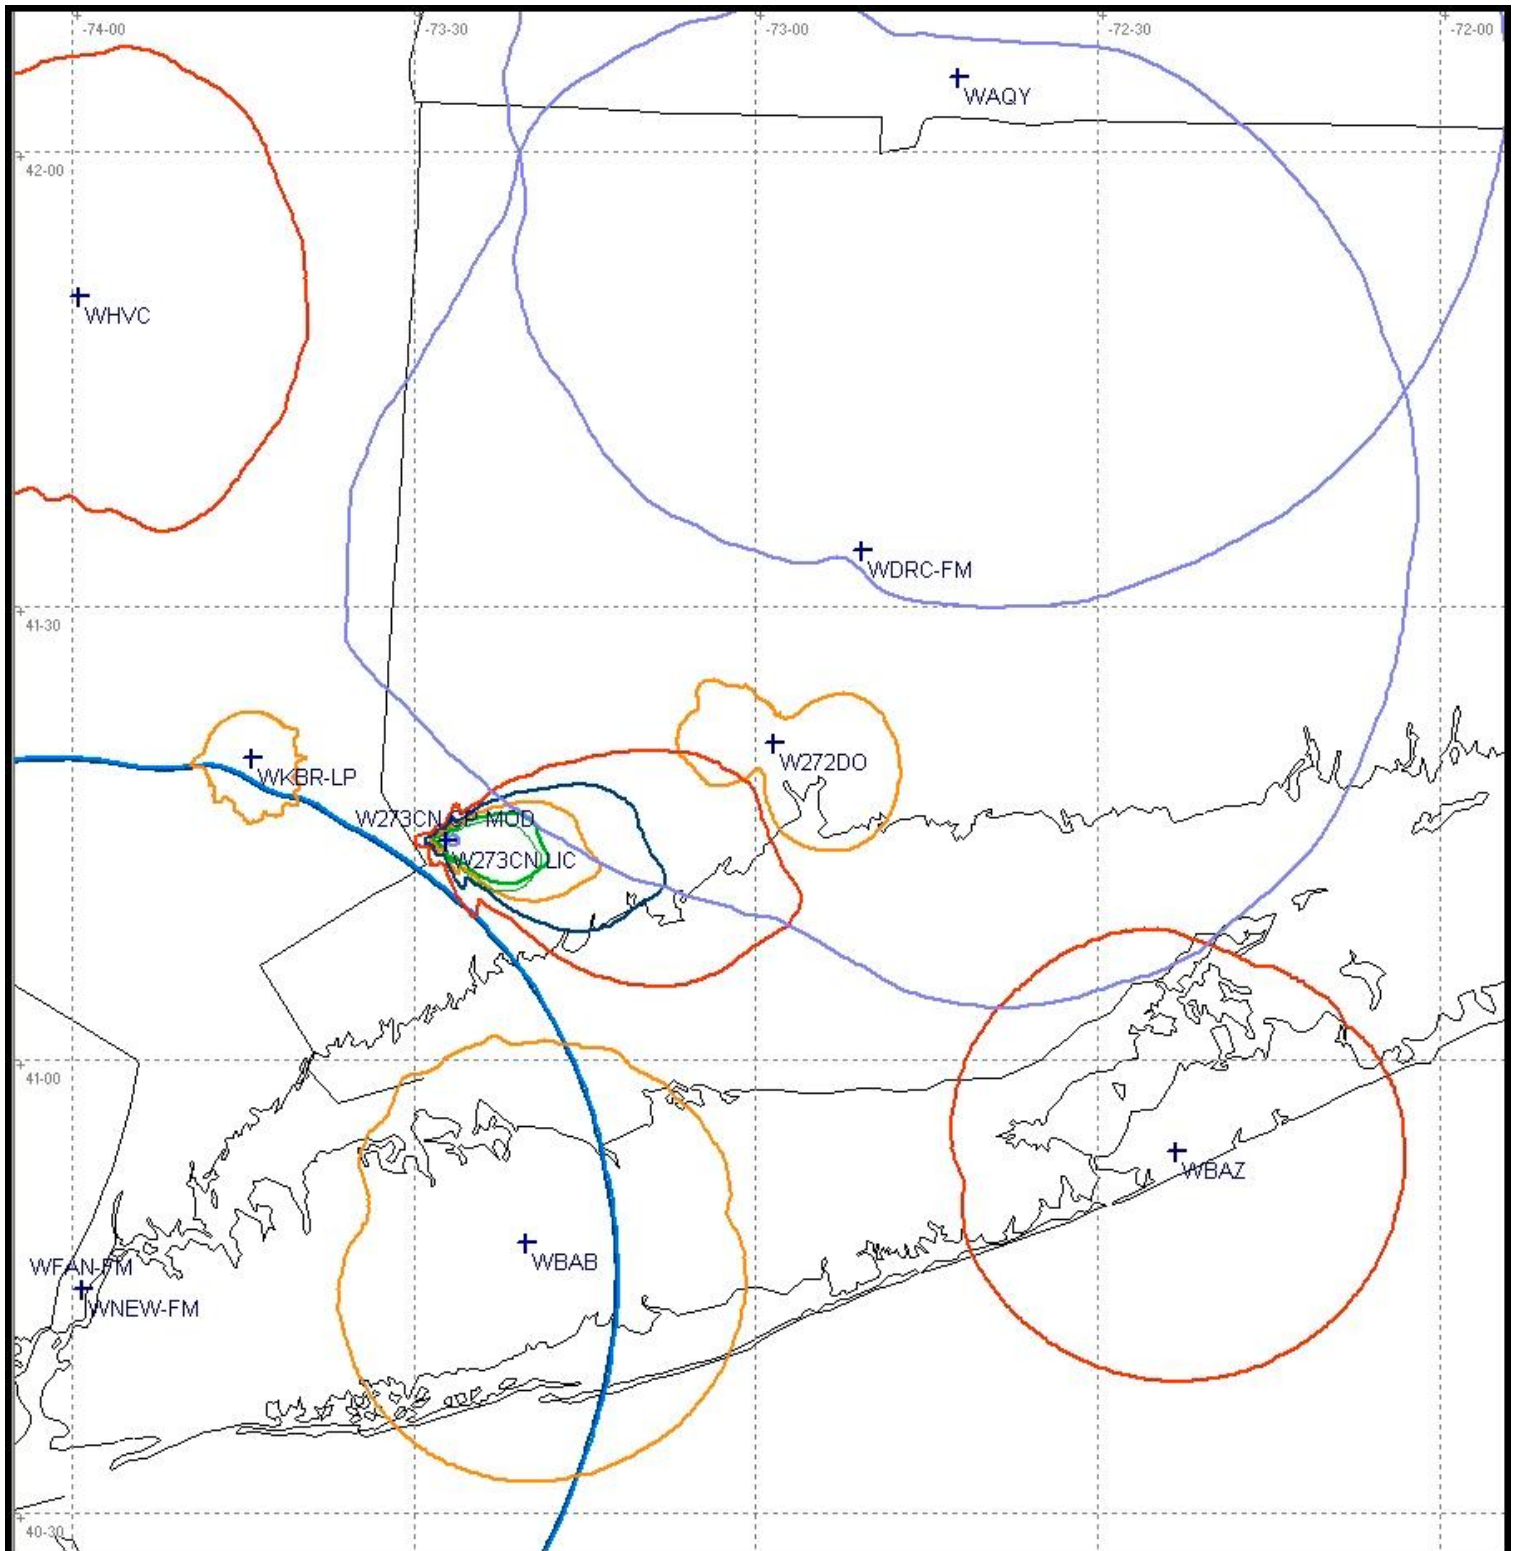 -74-00
-73-30
-73-00
-72-30
-72-00
WAQY
42-00
WHVC
WDRC-FM
41-30
W272DO
WKBR-LP
W273CN.CP MOD
W273CN.LIC
41-00
WBAZ
WBAB
WFAN-FM
WNEW-FM
40-30